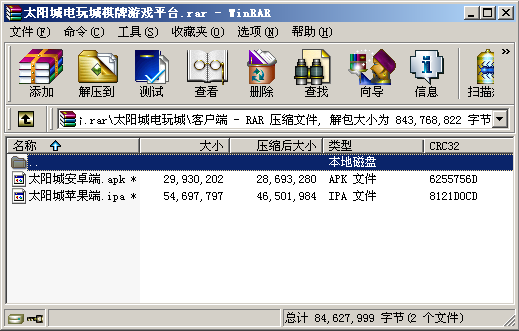 太阳城电玩城棋牌游戏平台.rar - WinRAR
文件(F) 命令(C) 工具(S) 收藏夹(O) 选项(N) 帮助(H)
添加 解压到 测试 查看 删除 查找 向导 信息 扫描 »
.rar\太阳城电玩城\客户端 - RAR 压缩文件, 解包大小为 843,768,822 字节
名称 大小 压缩后大小 类型 CRC32
.. 本地磁盘
太阳城安卓端.apk * 29,930,202 28,693,280 APK 文件 6255756D
太阳城苹果端.ipa * 54,697,797 46,501,984 IPA 文件 8121D0CD
总计 84,627,999 字节(2 个文件)